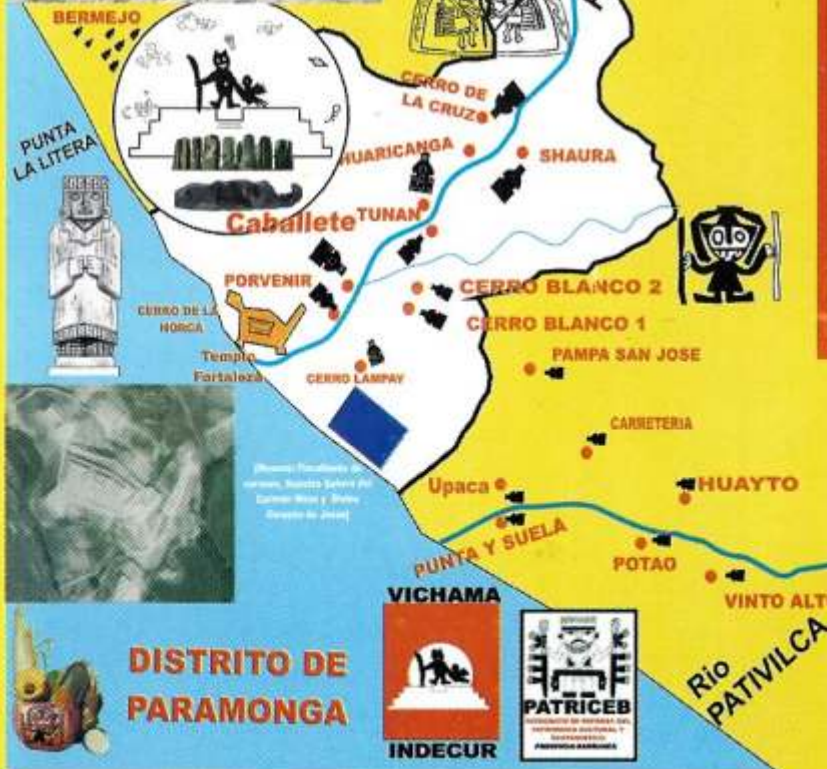 BERMEJO
PUNTA
LA LITERA
CERRO DE
LA CRUZ
HUARICANGA
SHAURA
Caballete
TUNAN
PORVENIR
CERRO BLANCO 2
CERRO BLANCO 1
CERRO DE LA
HORCA
Templo
Fortaleza
CERRO LAMPAY
PAMPA SAN JOSE
CARRETERIA
Upaca
HUAYTO
PUNTA Y SUELA
POTAO
VINTO ALT
Rio
PATIVILCA
DISTRITO DE
PARAMONGA
VICHAMA
INDECUR
PATRICEB